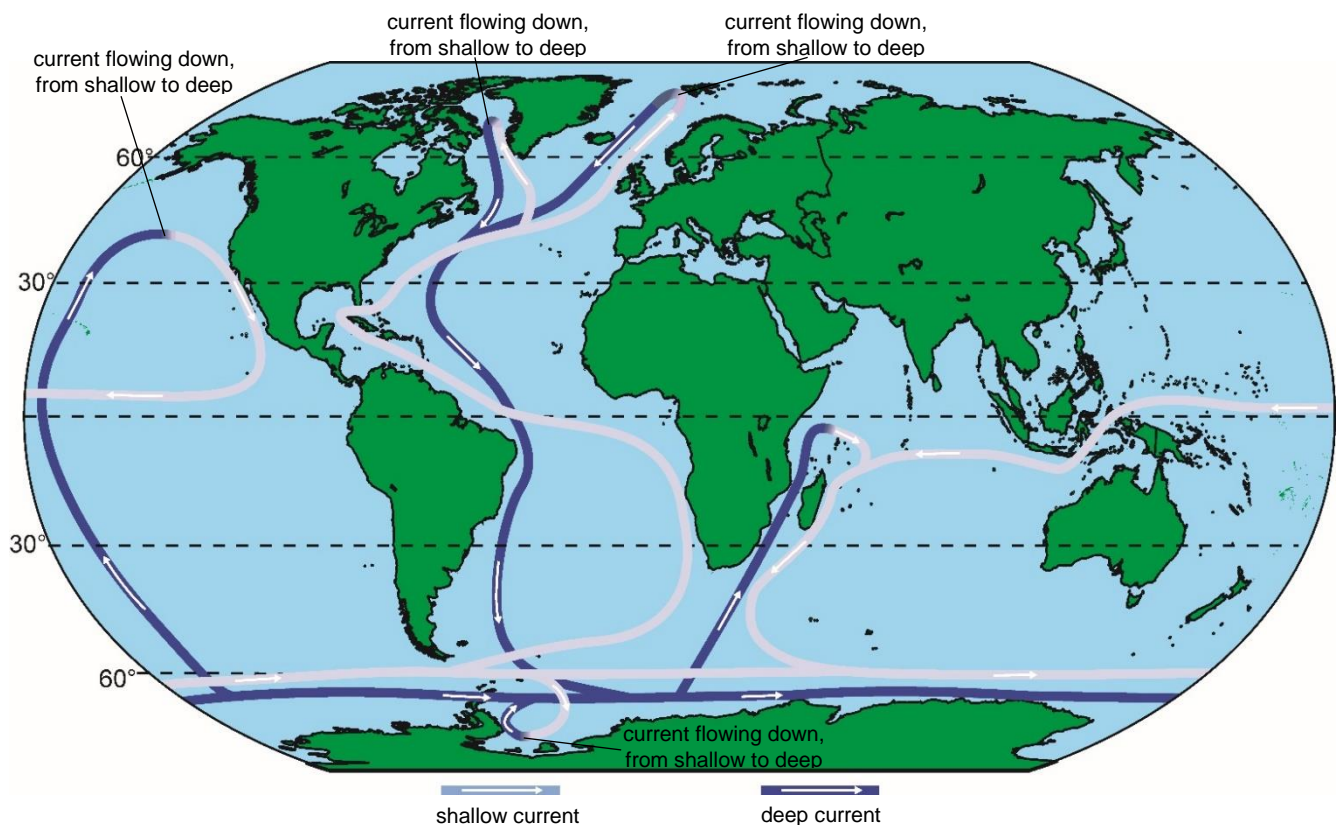 current flowing down,
from shallow to deep
current flowing down,
from shallow to deep
current flowing down,
from shallow to deep
60°
30°
30°
60°
current flowing down,
from shallow to deep
shallow current
deep current